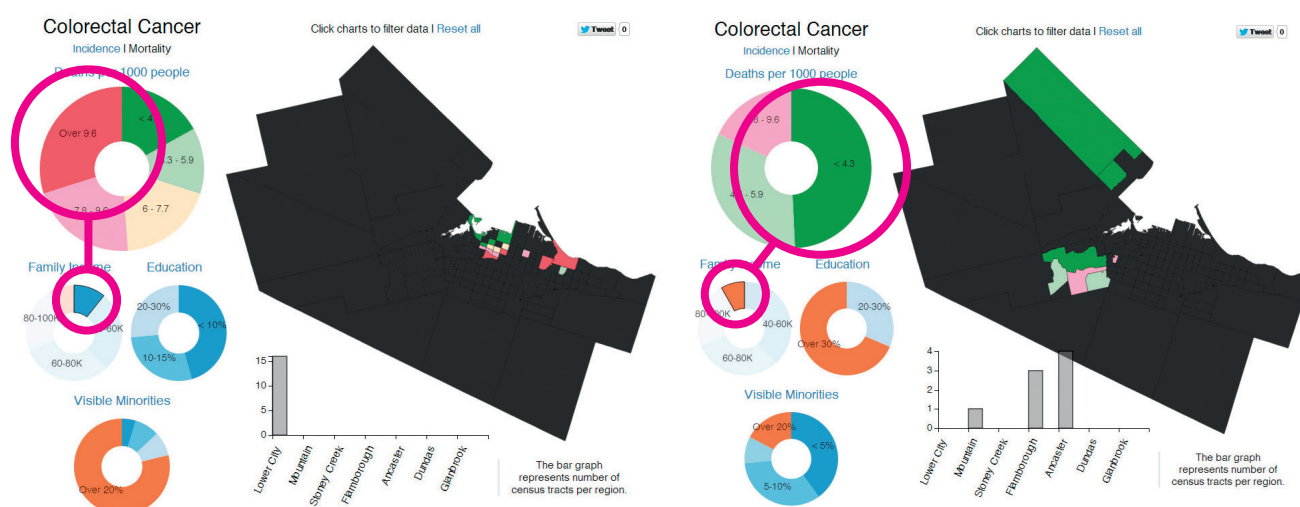 Colorectal Cancer
Incidence | Mortality
Deaths per 1000 people
Over 9.6
6 - 7.7
Click charts to filter data | Reset all
Tweet 0
Family Income
Education
60-80K
20-30%
< 10%
10-15%
Visible Minorities
Over 20%
15
10
5
0
Lower City
Mountain
Stoney Creek
Flamborough
Ancaster
Dundas
Glanbrook
The bar graph
represents number of
census tracts per region.
Colorectal Cancer
Incidence | Mortality
Deaths per 1000 people
< 4.3
Click charts to filter data | Reset all
Tweet 0
Family Income
Education
40-60K
60-80K
20-30%
Over 30%
Visible Minorities
Over 20%
< 5%
5-10%
4
3
2
1
0
Lower City
Mountain
Stoney Creek
Flamborough
Ancaster
Dundas
Glanbrook
The bar graph
represents number of
census tracts per region.